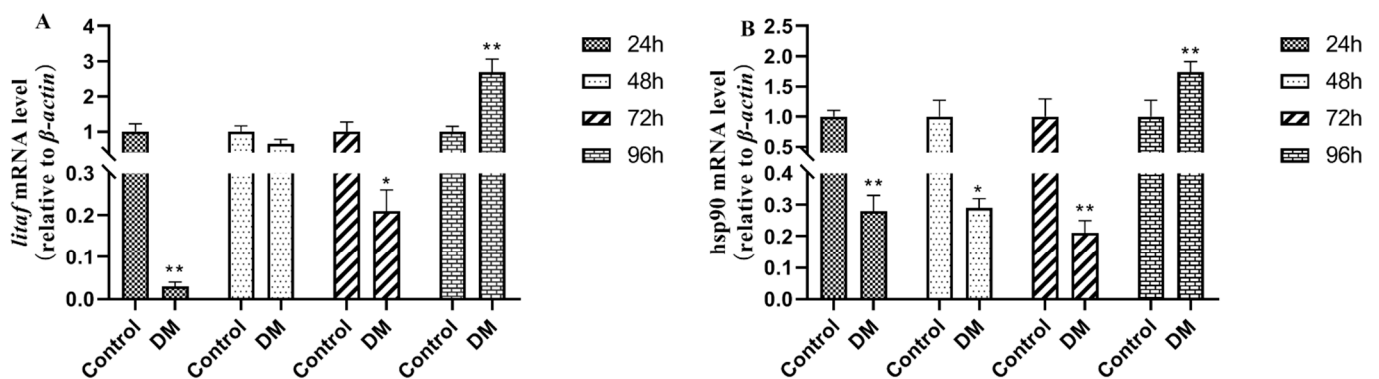 A
litaf mRNA level
(relative to β-actin)
4
3
2
1
0.3
0.2
0.1
0.0
**
*
**
Control
DM
Control
DM
Control
DM
Control
DM
24h
48h
72h
96h
B
hsp90 mRNA level
(relative to β-actin)
2.5
2.0
1.5
1.0
0.5
0.4
0.3
0.2
0.1
0.0
**
*
**
**
Control
DM
Control
DM
Control
DM
Control
DM
24h
48h
72h
96h